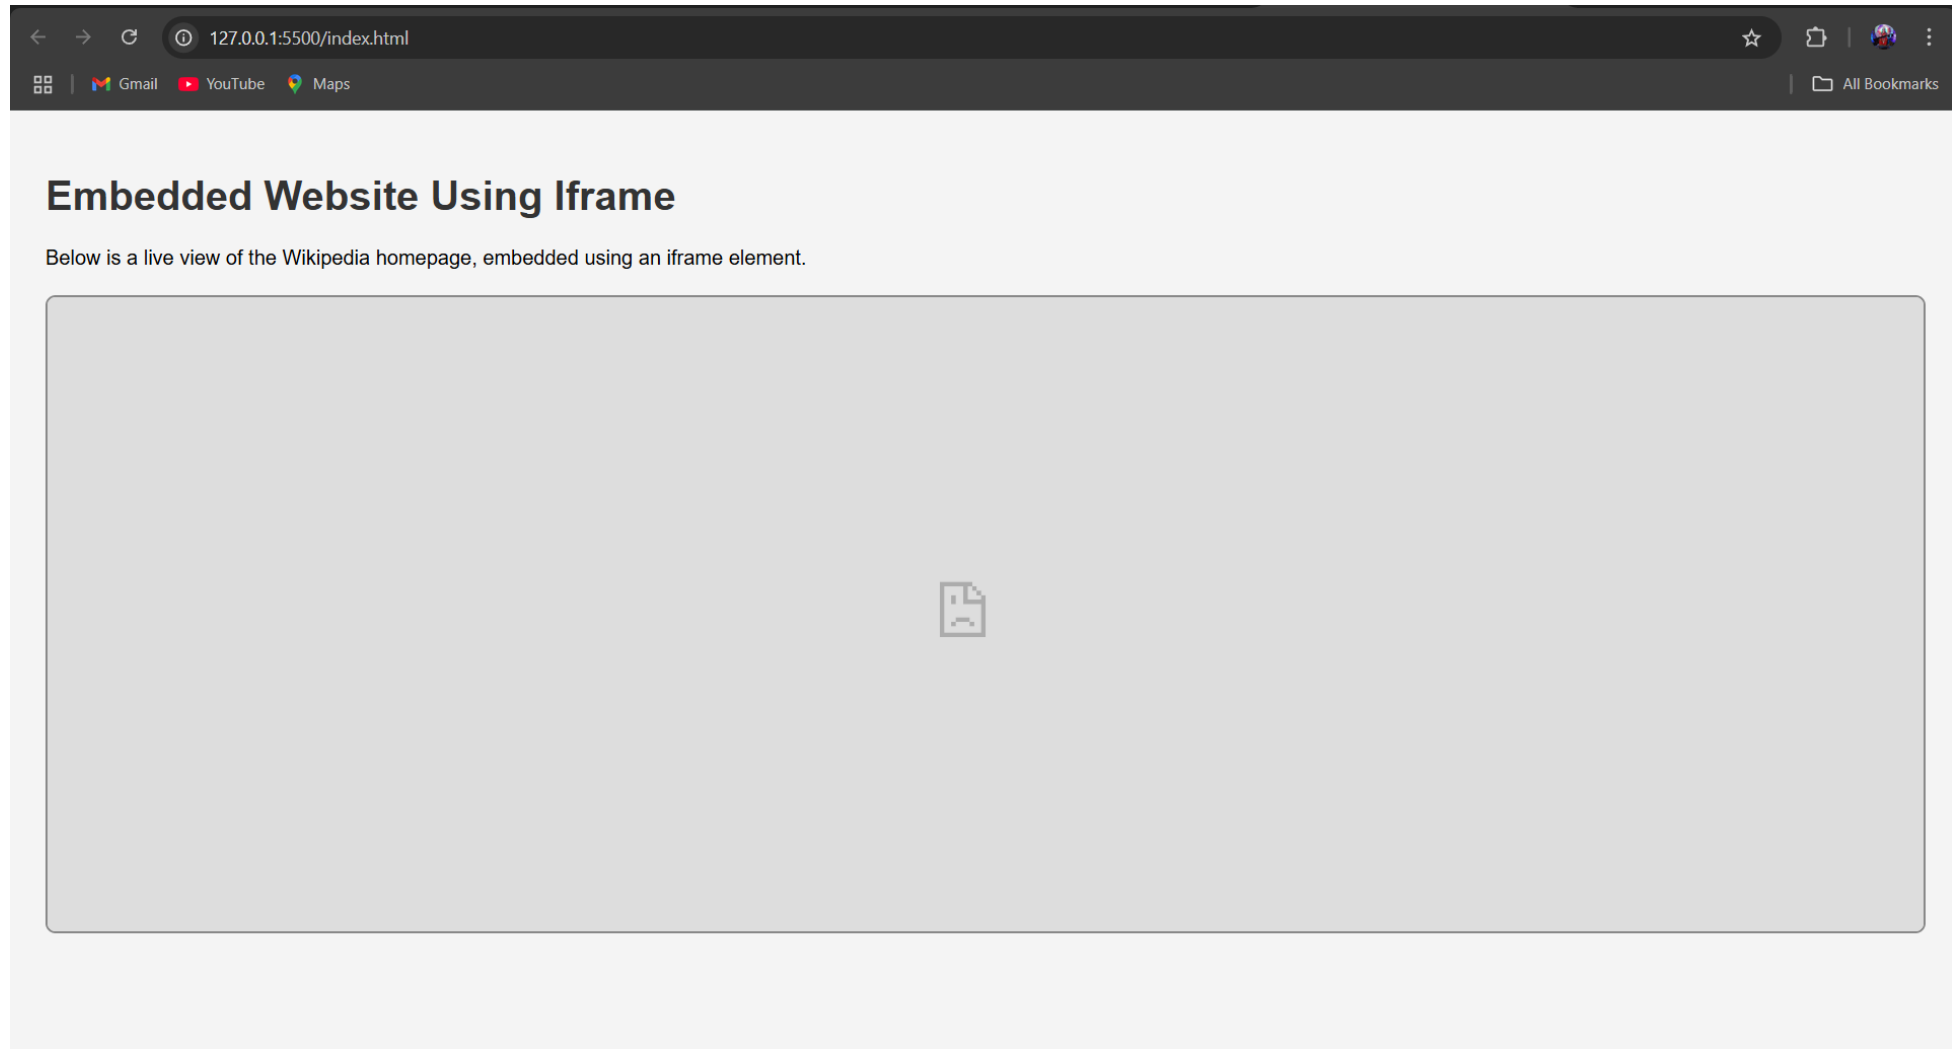 127.0.0.1:5500/index.html
Gmail YouTube Maps All Bookmarks
Embedded Website Using Iframe
Below is a live view of the Wikipedia homepage, embedded using an iframe element.